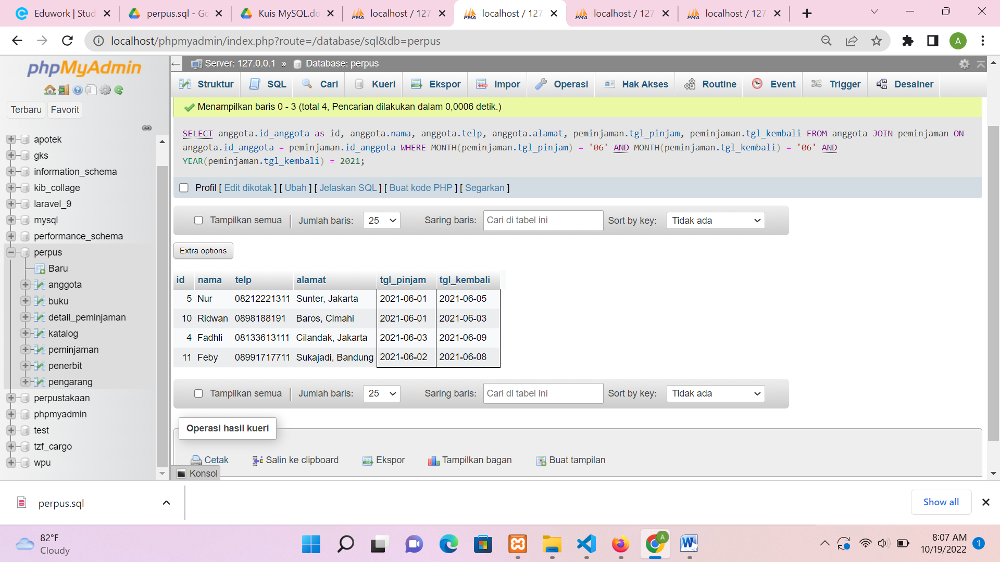 Eduwork | Stud
perpus.sql - Go
Kuis MySQL.do
localhost / 127
localhost / 127
localhost / 127
localhost / 127
localhost/phpmyadmin/index.php?route=/database/sql&db=perpus
A
phpMyAdmin
Terbaru
Favorit
apotek
gks
information_schema
kib_collage
laravel_9
mysql
performance_schema
perpus
Baru
anggota
buku
detail_peminjaman
katalog
peminjaman
penerbit
pengarang
perpustakaan
phpmyadmin
test
tzf_cargo
wpu
Server: 127.0.0.1 » Database: perpus
Struktur SQL Cari Kueri Ekspor Impor Operasi Hak Akses Routine Event Trigger Desainer
Menampilkan baris 0 - 3 (total 4, Pencarian dilakukan dalam 0,0006 detik.)
SELECT anggota.id_anggota as id, anggota.nama, anggota.telp, anggota.alamat, peminjaman.tgl_pinjam, peminjaman.tgl_kembali FROM anggota JOIN peminjaman ON
anggota.id_anggota = peminjaman.id_anggota WHERE MONTH(peminjaman.tgl_pinjam) = '06' AND MONTH(peminjaman.tgl_kembali) = '06' AND
YEAR(peminjaman.tgl_kembali) = 2021;
Profil [ Edit dikotak ] [ Ubah ] [ Jelaskan SQL ] [ Buat kode PHP ] [ Segarkan ]
Tampilkan semua | Jumlah baris: 25 Saring baris: Cari di tabel ini Sort by key: Tidak ada
Extra options
id nama telp alamat tgl_pinjam tgl_kembali
5 Nur 08212221311 Sunter, Jakarta 2021-06-01 2021-06-05
10 Ridwan 0898188191 Baros, Cimahi 2021-06-01 2021-06-03
4 Fadhli 08133613111 Cilandak, Jakarta 2021-06-03 2021-06-09
11 Feby 08991717711 Sukajadi, Bandung 2021-06-02 2021-06-08
Tampilkan semua | Jumlah baris: 25 Saring baris: Cari di tabel ini Sort by key: Tidak ada
Operasi hasil kueri
Cetak Salin ke clipboard Ekspor Tampilkan bagan Buat tampilan
Konsol
perpus.sql
Show all
82°F
Cloudy
A
8:07 AM
10/19/2022
1